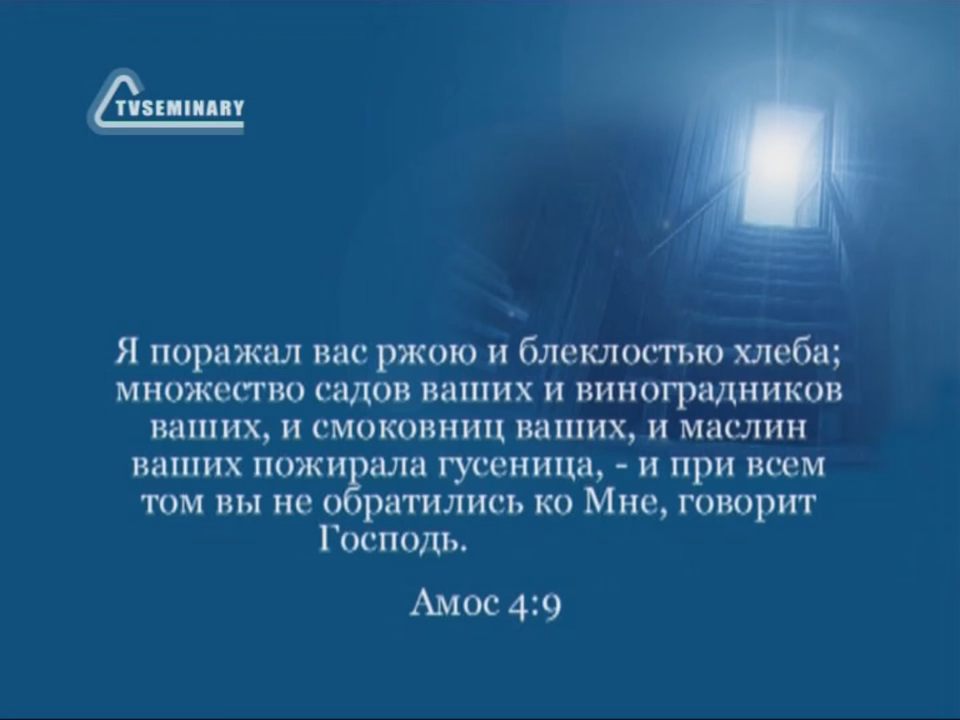 TVSEMINARY
Я поражал вас ржою и блеклостью хлеба;
множество садов ваших и виноградников
ваших, и смоковниц ваших, и маслин
ваших пожирала гусеница, - и при всем
том вы не обратились ко Мне, говорит
Господь.
Амос 4:9